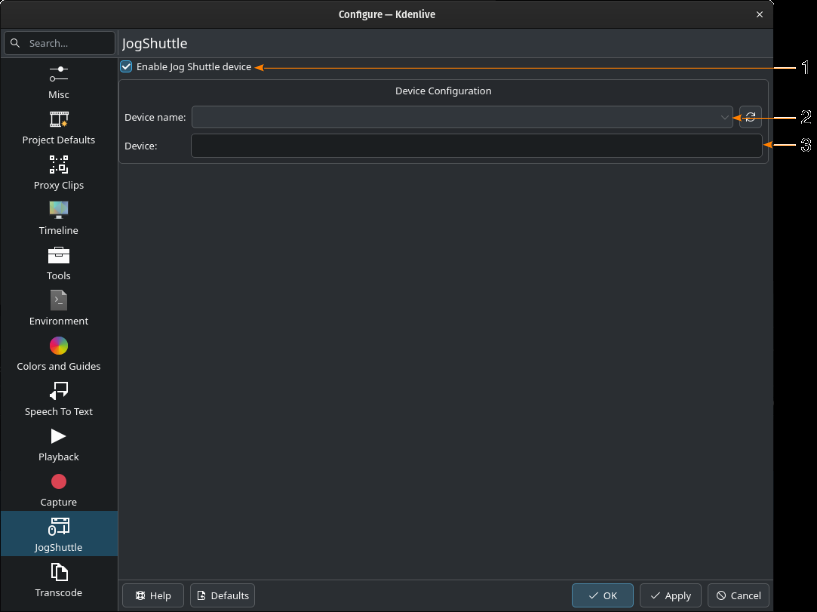 Configure — Kdenlive
Search...
JogShuttle
Enable Jog Shuttle device
1
Device Configuration
Device name:
2
Device:
3
Misc
Project Defaults
Proxy Clips
Timeline
Tools
Environment
Colors and Guides
Speech To Text
Playback
Capture
JogShuttle
Transcode
Help
Defaults
OK
Apply
Cancel